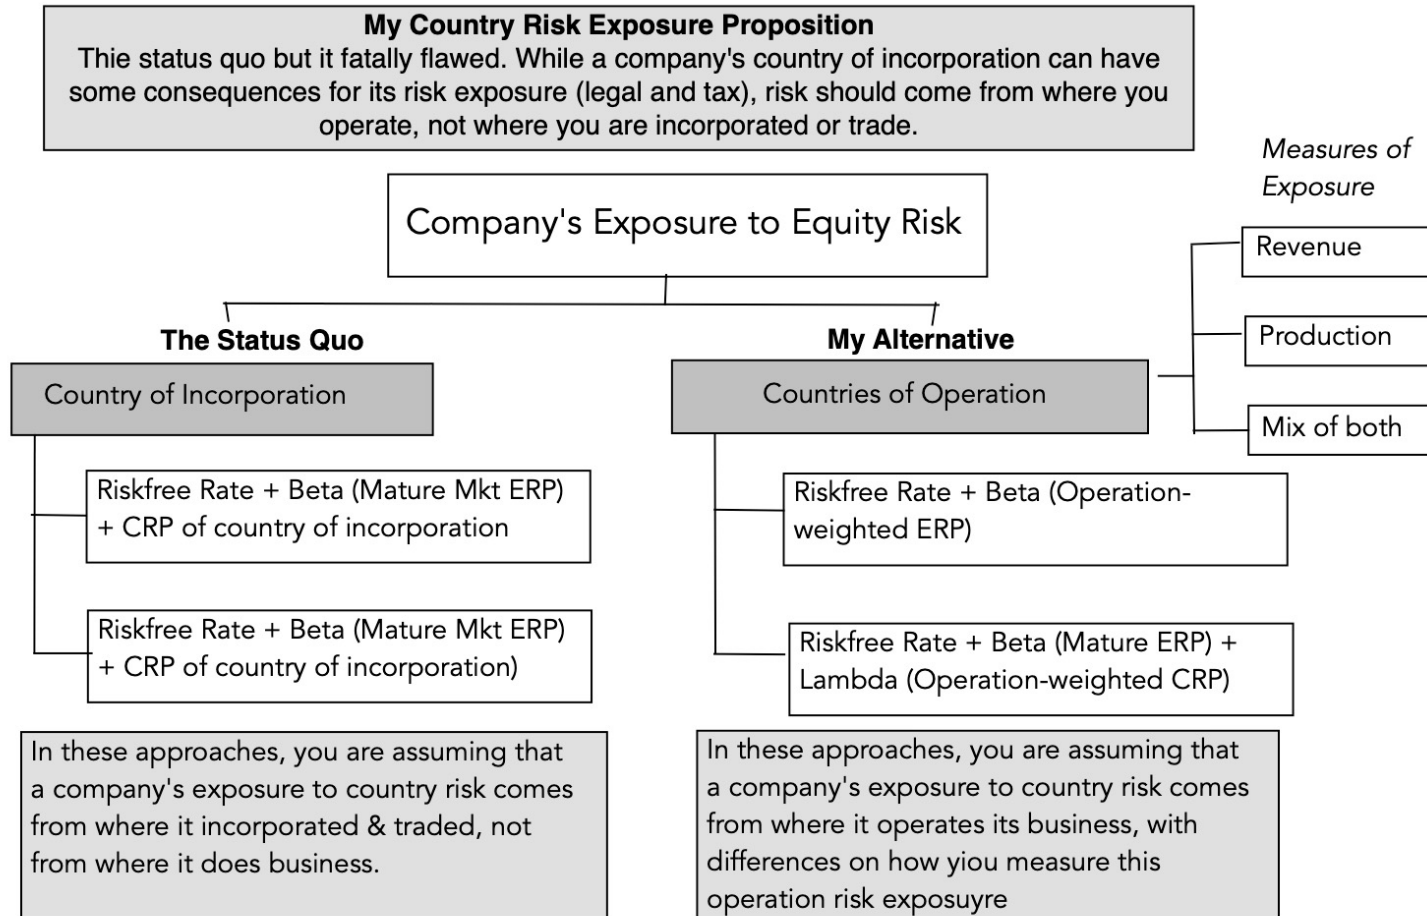 My Country Risk Exposure Proposition
Thie status quo but it fatally flawed. While a company's country of incorporation can have
some consequences for its risk exposure (legal and tax), risk should come from where you
operate, not where you are incorporated or trade.
Measures of
Exposure
Company's Exposure to Equity Risk
Revenue
Production
Mix of both
The Status Quo
Country of Incorporation
Riskfree Rate + Beta (Mature Mkt ERP)
+ CRP of country of incorporation
Riskfree Rate + Beta (Mature Mkt ERP)
+ CRP of country of incorporation)
In these approaches, you are assuming that
a company's exposure to country risk comes
from where it incorporated & traded, not
from where it does business.
My Alternative
Countries of Operation
Riskfree Rate + Beta (Operation-
weighted ERP)
Riskfree Rate + Beta (Mature ERP) +
Lambda (Operation-weighted CRP)
In these approaches, you are assuming that
a company's exposure to country risk comes
from where it operates its business, with
differences on how yiou measure this
operation risk exposuyre